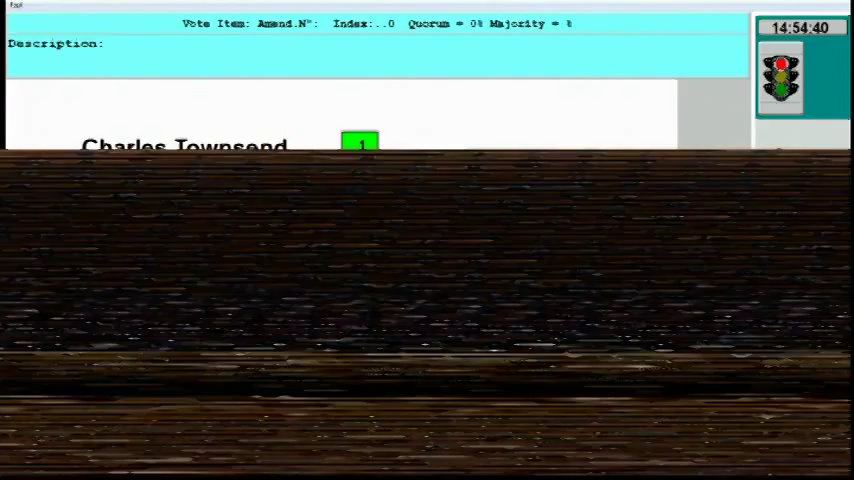 Vote Item: Amend.N°: Index:..0 Quorum = 0% Majority = %
14:54:40
Description:
Charles Townsend 1